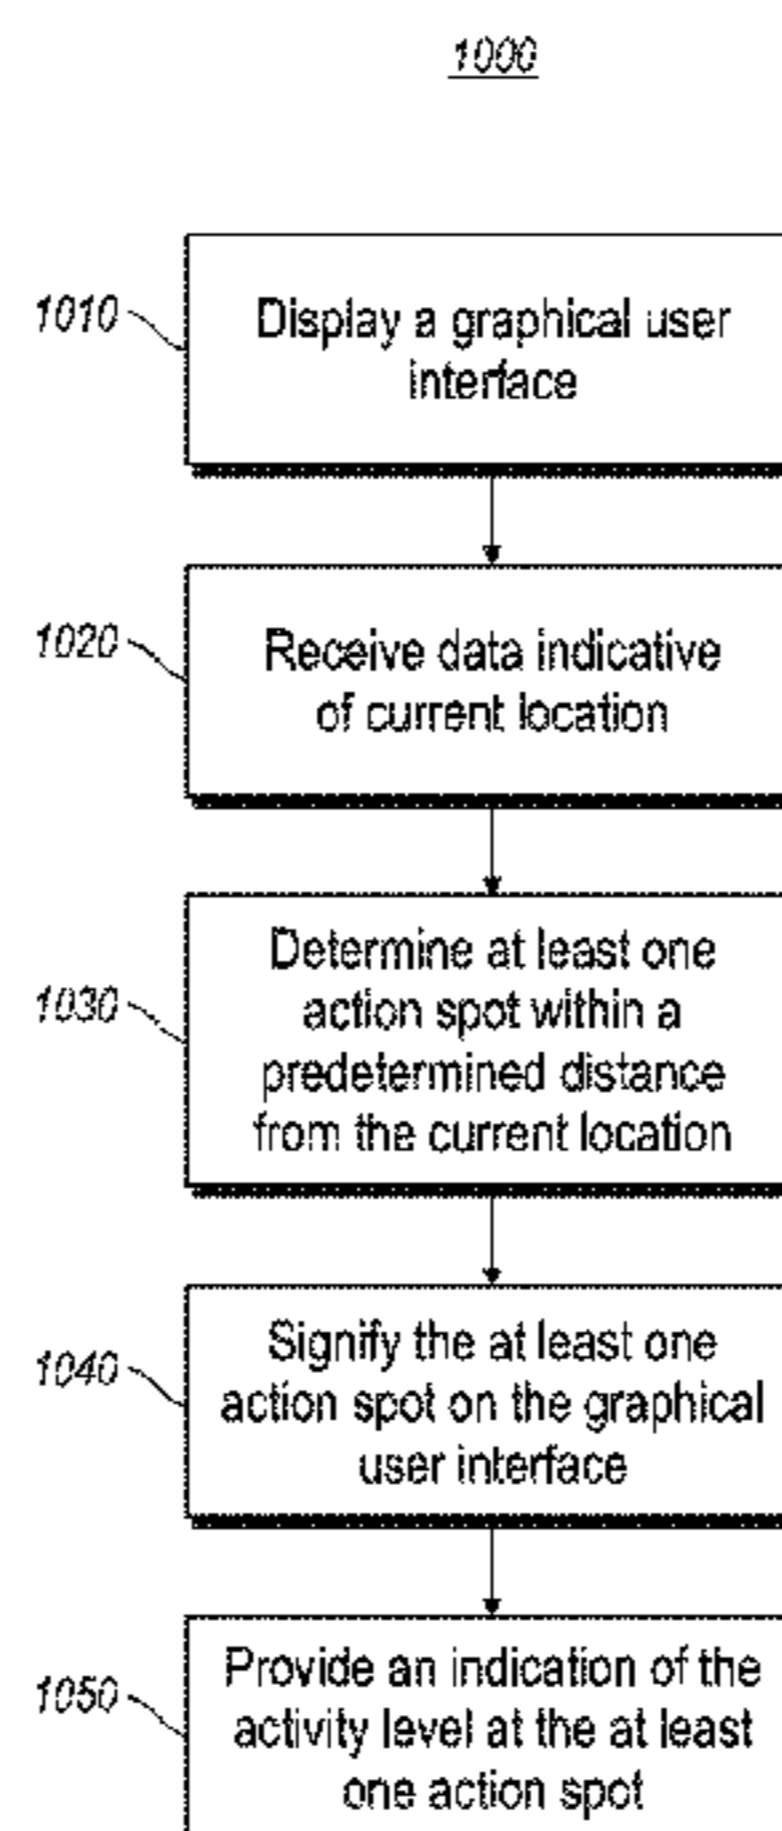 1000
1010
Display a graphical user
interface
1020
Receive data indicative
of current location
1030
Determine at least one
action spot within a
predetermined distance
from the current location
1040
Signify the at least one
action spot on the graphical
user interface
1050
Provide an indication of the
activity level at the at least
one action spot